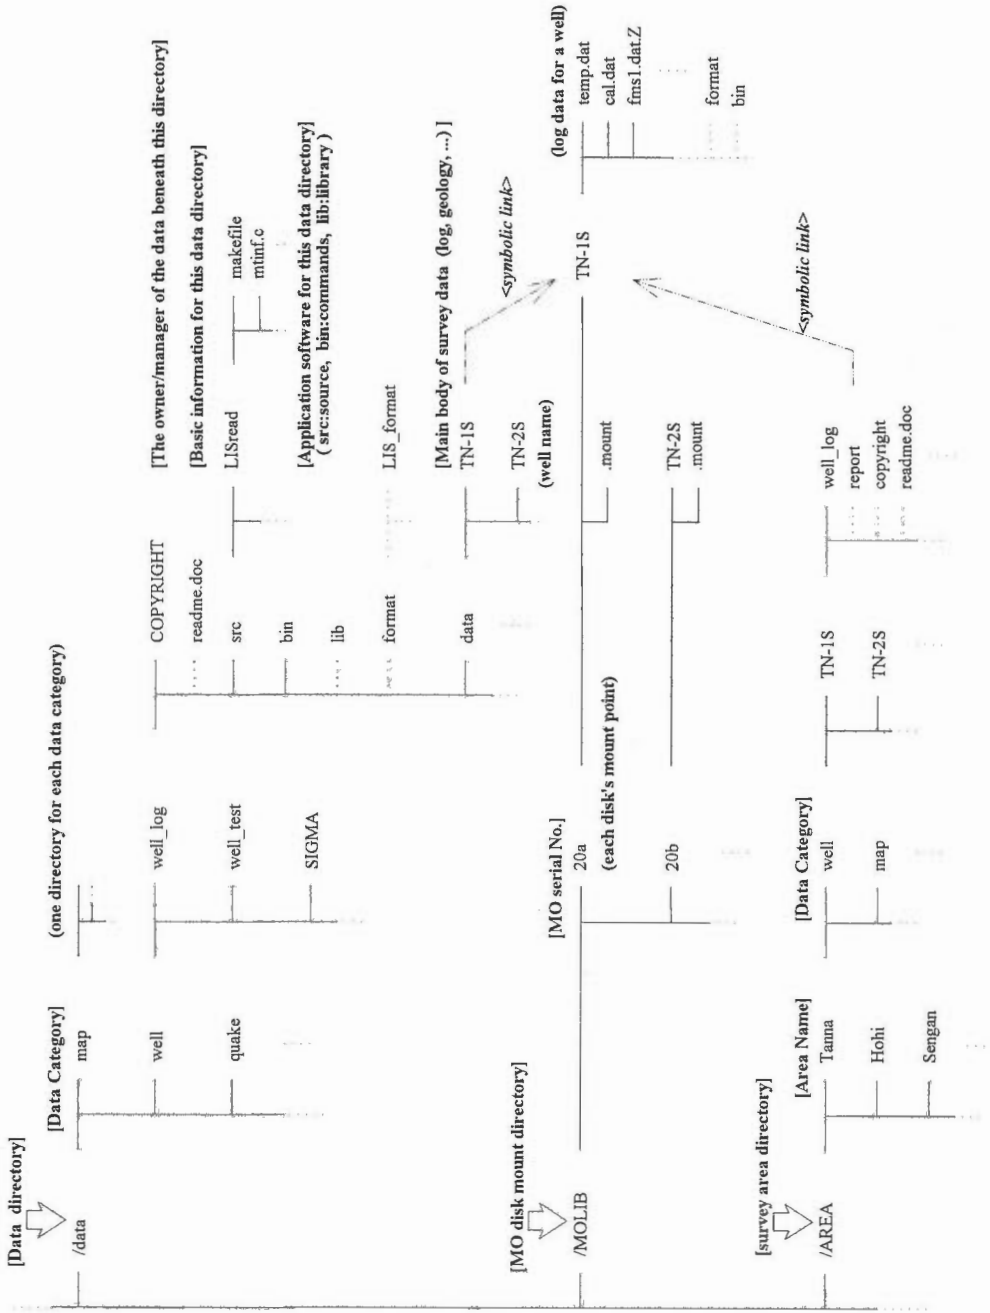 [Data directory]
/data
[Data Category]
map
well
quake
(one directory for each data category)
well_log
well_test
SIGMA
COPYRIGHT
readme.doc
src
bin
lib
format
data
[The owner/manager of the data beneath this directory]
[Basic information for this data directory]
LISread
makefile
mtinf.c
[Application software for this data directory]
( src:source, bin:commands, lib:library )
LIS_format
[Main body of survey data (log, geology, ...) ]
TN-1S
TN-2S
(well name)
<symbolic link>
[MO disk mount directory]
/MOLIB
[MO serial No.]
20a
(each disk's mount point)
20b
.mount
TN-2S
.mount
TN-1S
(log data for a well)
temp.dat
cal.dat
fms1.dat.Z
format
bin
<symbolic link>
[survey area directory]
/AREA
[Area Name]
Tanna
Hohi
Sengan
[Data Category]
well
map
TN-1S
TN-2S
well_log
report
copyright
readme.doc